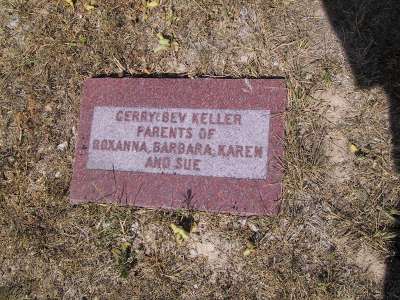 GERRY & BEV KELLER
PARENTS OF
ROXANNA, BARBARA, KAREN
AND SUE